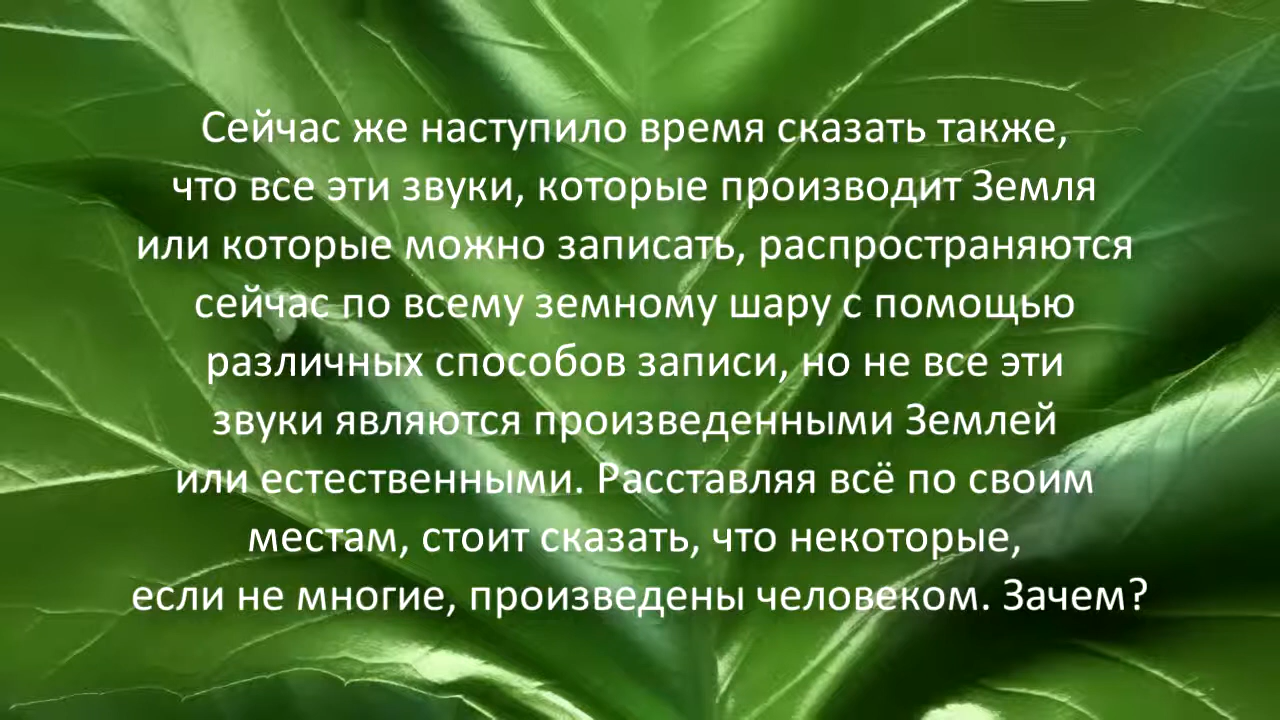 Сейчас же наступило время сказать также,
что все эти звуки, которые производит Земля
или которые можно записать, распространяются
сейчас по всему земному шару с помощью
различных способов записи, но не все эти
звуки являются произведенными Землей
или естественными. Расставляя всё по своим
местам, стоит сказать, что некоторые,
если не многие, произведены человеком. Зачем?